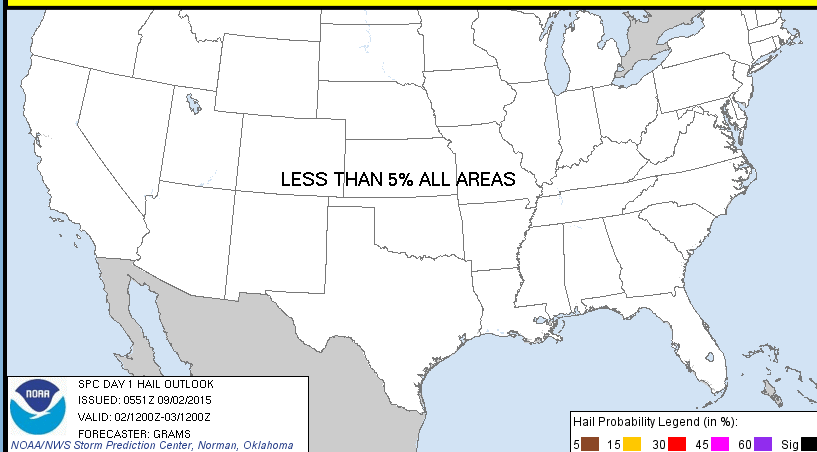 LESS THAN 5% ALL AREAS
NOAA
SPC DAY 1 HAIL OUTLOOK
ISSUED: 0551Z 09/02/2015
VALID: 02/1200Z-03/1200Z
FORECASTER: GRAMS
NOAA/NWS Storm Prediction Center, Norman, Oklahoma
Hail Probability Legend (in %):
5 15 30 45 60 Sig